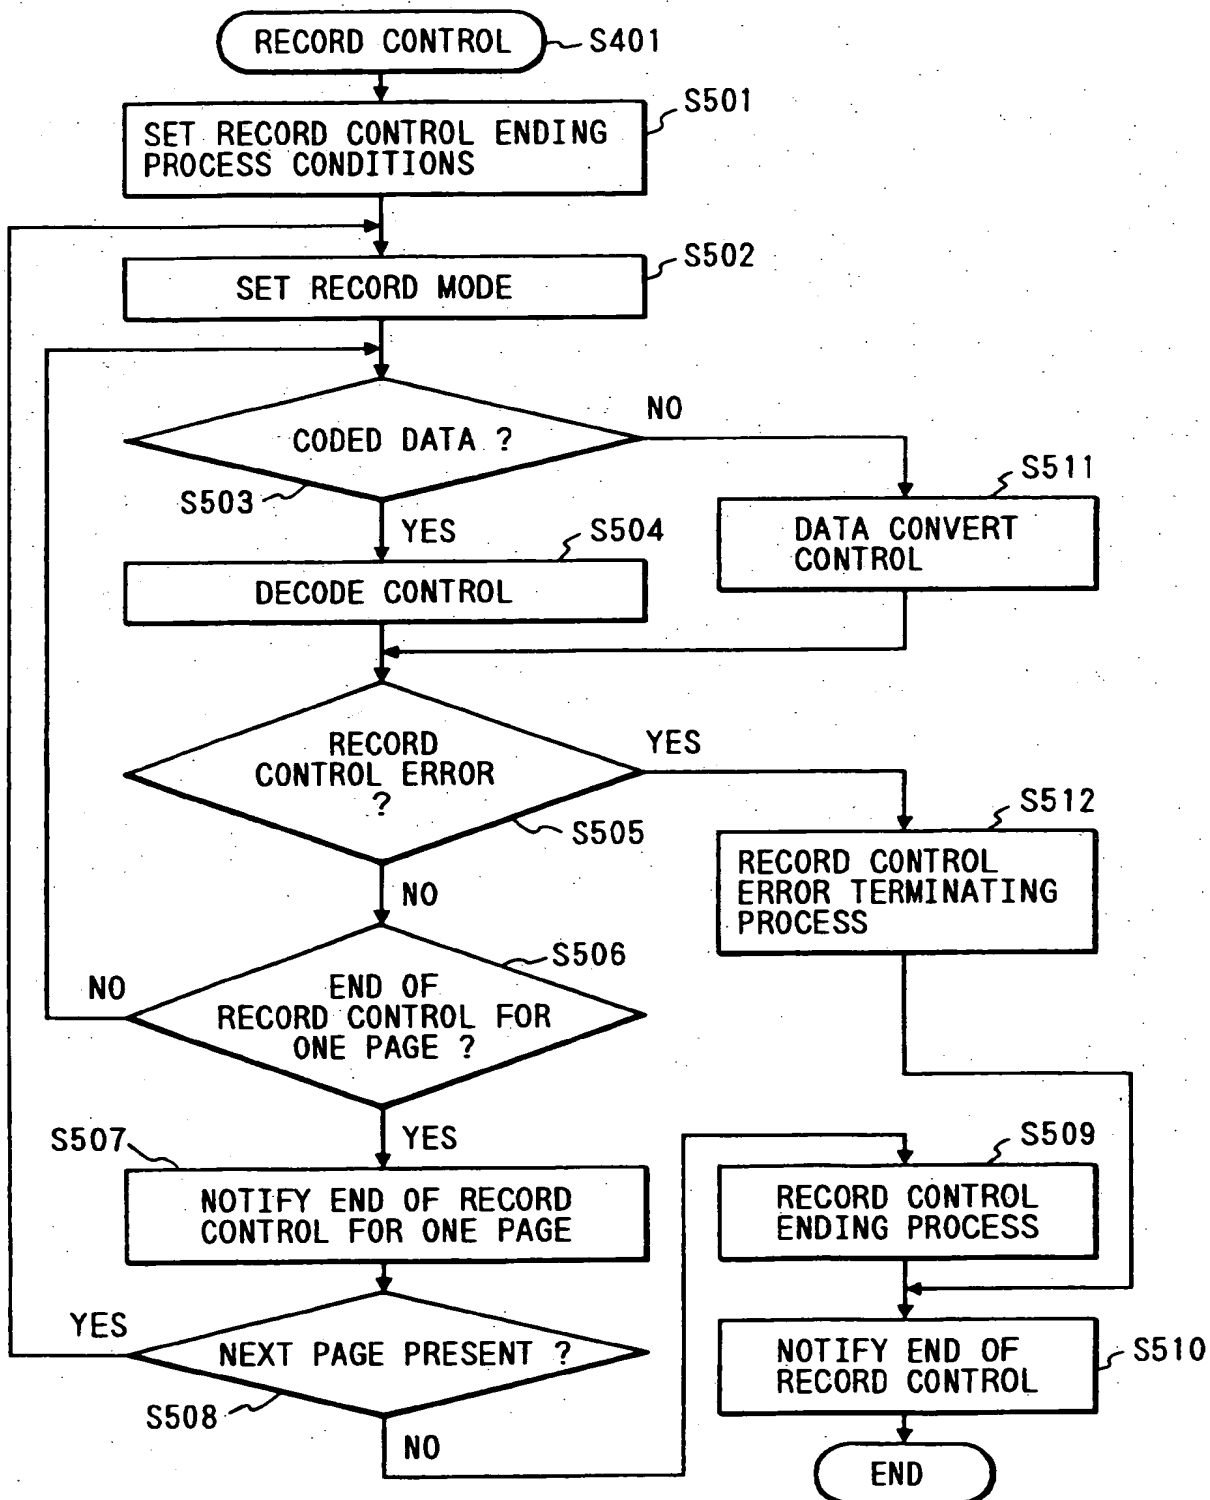 RECORD CONTROL
S401
S501
SET RECORD CONTROL ENDING
PROCESS CONDITIONS
S502
SET RECORD MODE
NO
CODED DATA ?
S503
S511
YES
S504
DATA CONVERT
CONTROL
DECODE CONTROL
RECORD
CONTROL ERROR
?
YES
S505
S512
NO
RECORD CONTROL
ERROR TERMINATING
PROCESS
S506
NO
END OF
RECORD CONTROL FOR
ONE PAGE ?
S507
YES
S509
NOTIFY END OF RECORD
CONTROL FOR ONE PAGE
RECORD CONTROL
ENDING PROCESS
YES
NEXT PAGE PRESENT ?
NOTIFY END OF
RECORD CONTROL
S510
S508
NO
END